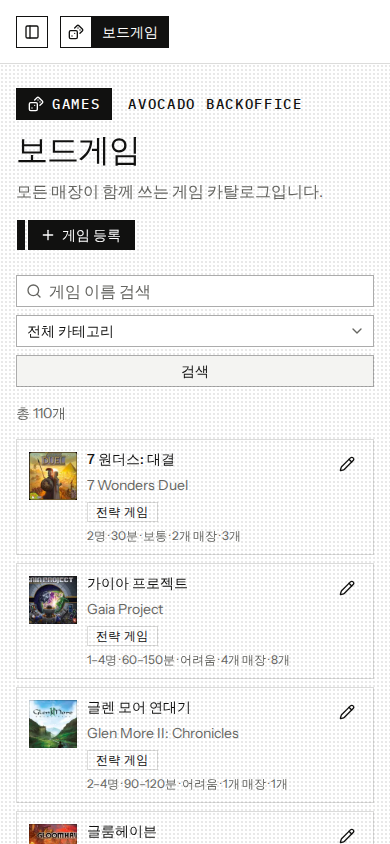 보드게임
GAMES AVOCADO BACKOFFICE
보드게임
모든 매장이 함께 쓰는 게임 카탈로그입니다.
게임 등록
게임 이름 검색
전체 카테고리
검색
총 110개
DUEL
7 원더스: 대결
7 Wonders Duel
전략 게임
2명·30분·보통·2개 매장·3개
GAIA PROJECT
가이아 프로젝트
Gaia Project
전략 게임
1–4명·60–150분·어려움·4개 매장·8개
Glen More
글렌 모어 연대기
Glen More II: Chronicles
전략 게임
2–4명·90–120분·어려움·1개 매장·1개
글룸헤이븐